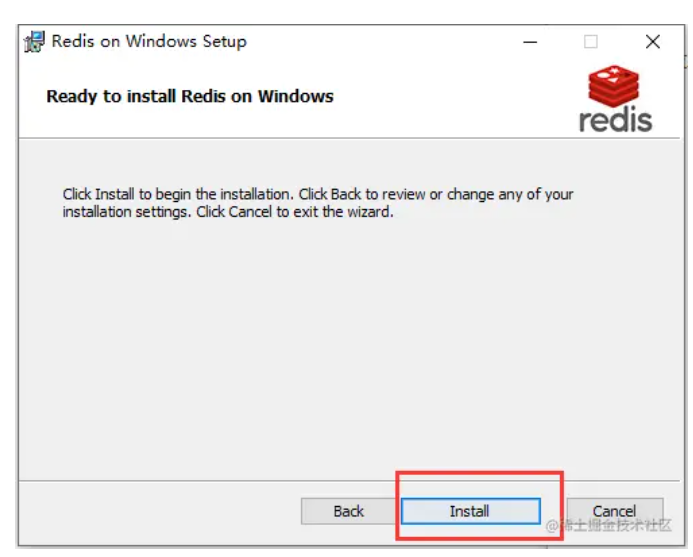 Redis on Windows Setup
Ready to install Redis on Windows
redis
Click Install to begin the installation. Click Back to review or change any of your
installation settings. Click Cancel to exit the wizard.
Back
Install
Cancel
@稀土掘金技术社区